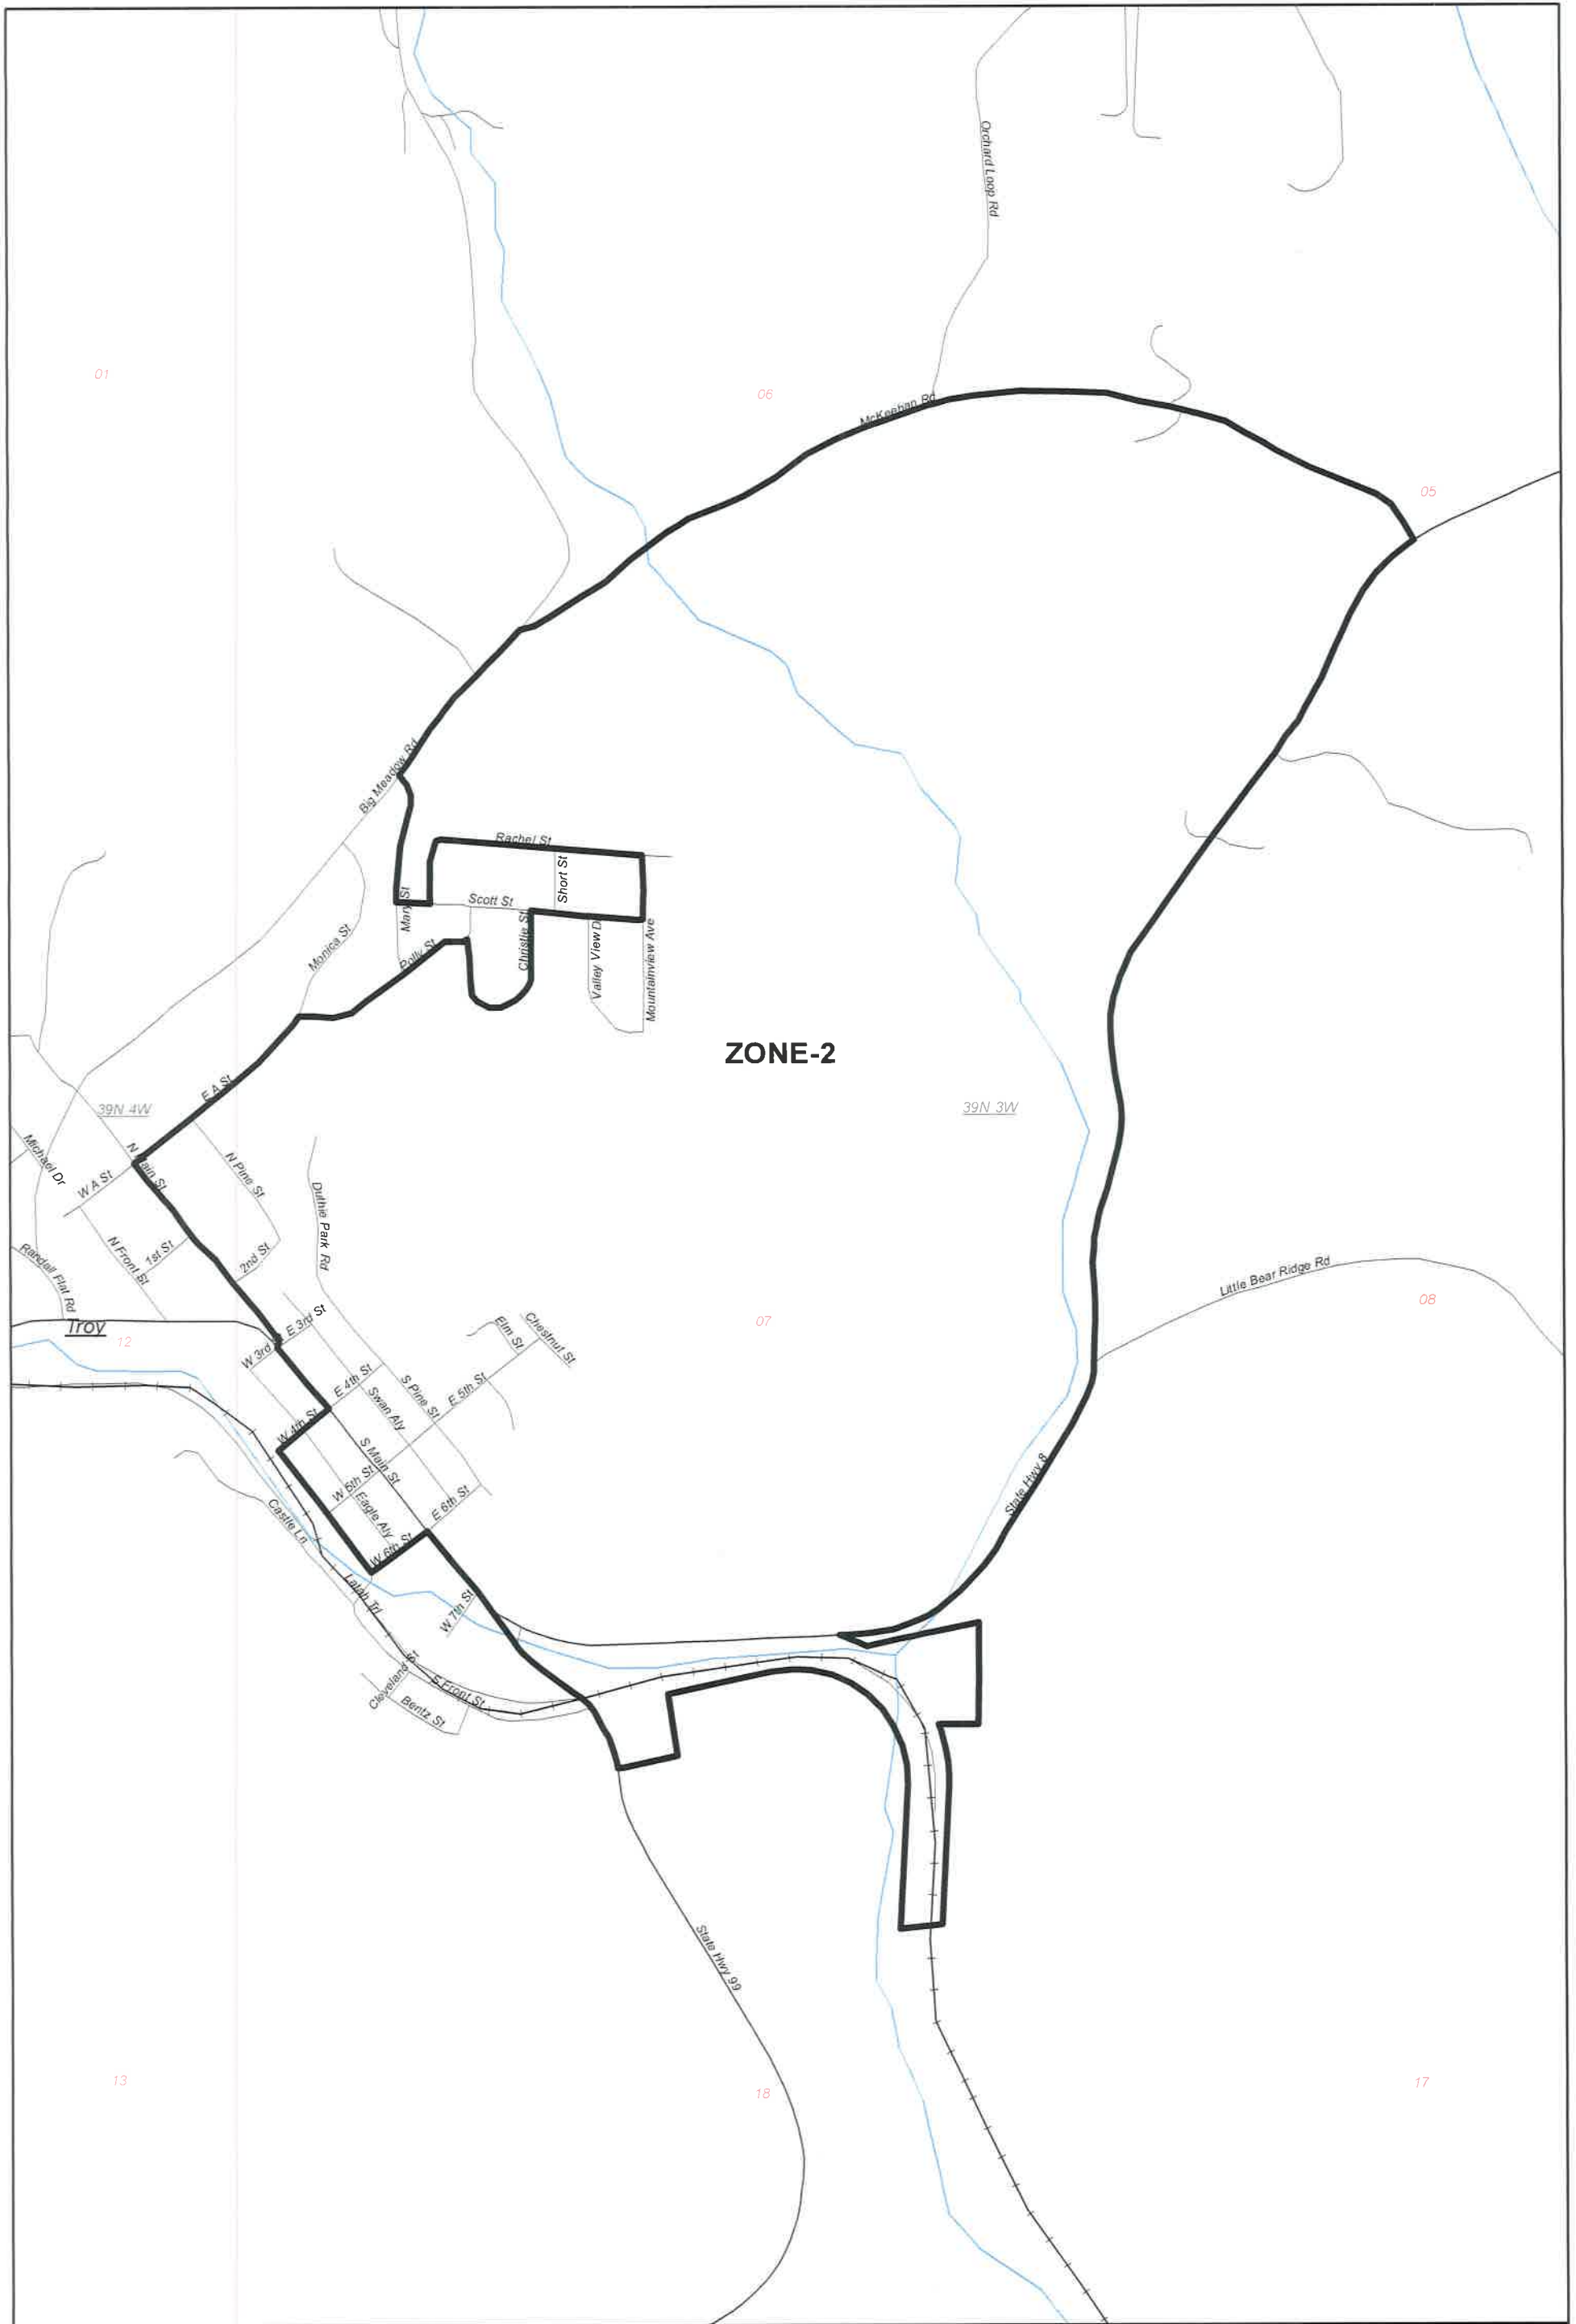 Orchard Loop Rd
01
06
McKeehan Rd
05
Big Meadow Rd
Rachel St
Short St
Mary St
Scott St
Christie St
Valley View D
Mountainview Ave
Monica St
Polly St
ZONE-2
E A St
39N 4W
39N 3W
Michael Dr
N Main St
W A St
N Pine St
Duthie Park Rd
N Front St
1st St
2nd St
Randall Flat Rd
Little Bear Ridge Rd
08
Troy
12
07
E 3rd St
W 3rd
Elm St
Chestnut St
E 4th St
Swan Aly
S Pine St
E 5th St
W 4th St
S Main St
W 5th St
Eagle Aly
E 6th St
State Hwy 8
Castle Ln
W 6th St
Latah Trl
W 7th St
Cleveland St
S Front St
Bentz St
State Hwy 99
13
18
17